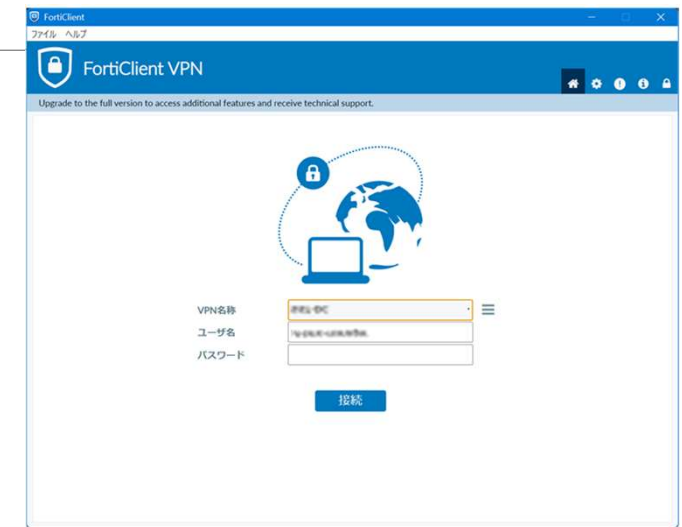 FortiClient
ファイル ヘルプ
FortiClient VPN
Upgrade to the full version to access additional features and receive technical support.
VPN名称
ユーザ名
パスワード
接続